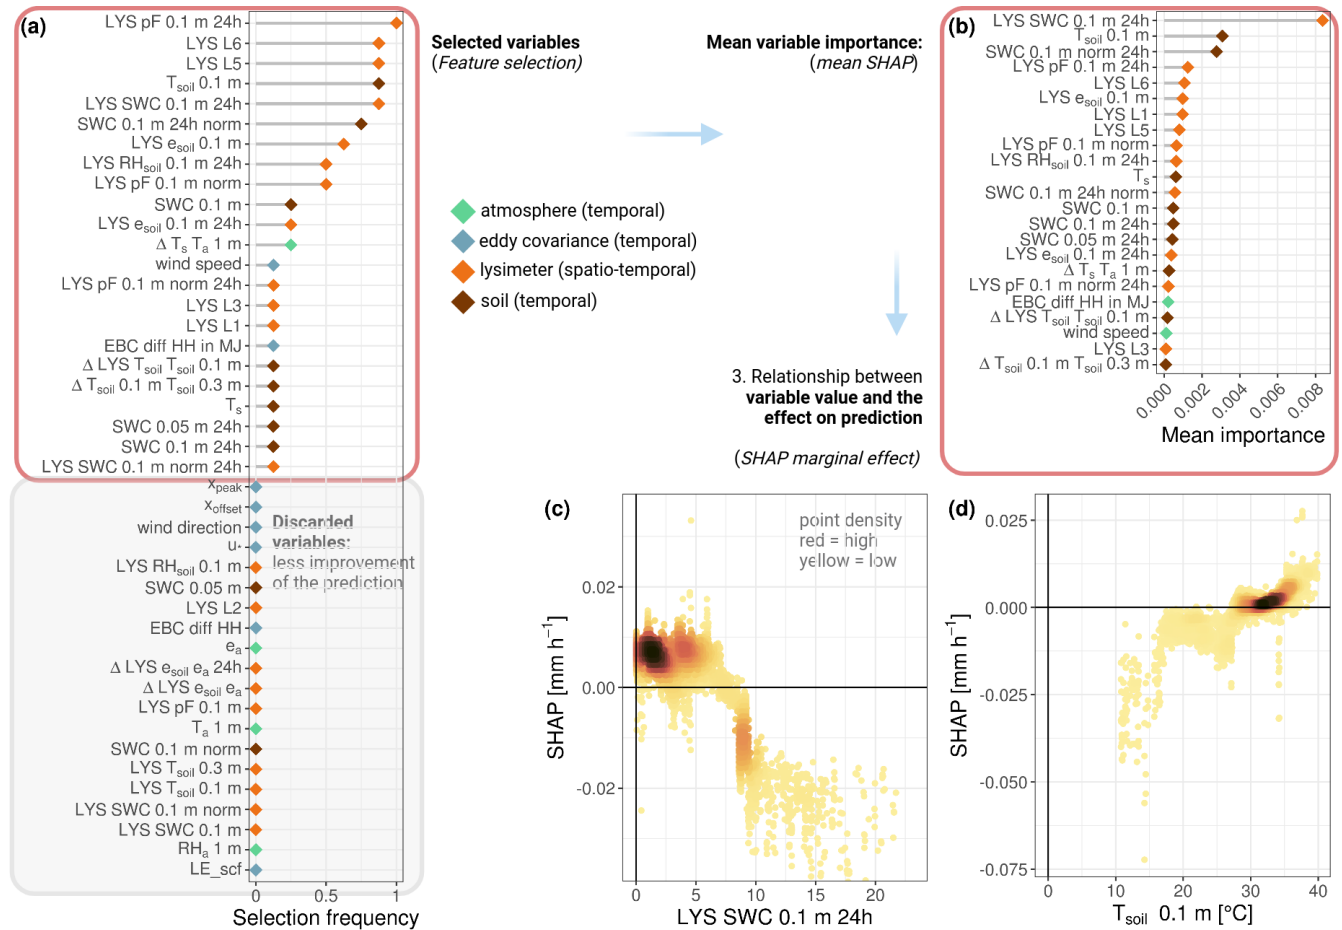 (a)
LYS pF 0.1 m 24h
LYS L6
LYS L5
Tsoil 0.1 m
LYS SWC 0.1 m 24h
SWC 0.1 m 24h norm
LYS esoil 0.1 m
LYS RHsoil 0.1 m 24h
LYS pF 0.1 m norm
SWC 0.1 m
LYS esoil 0.1 m 24h
Δ Ts Ta 1 m
wind speed
LYS pF 0.1 m norm 24h
LYS L3
LYS L1
EBC diff HH in MJ
Δ LYS Tsoil Tsoil 0.1 m
Δ Tsoil 0.1 m Tsoil 0.3 m
Ts
SWC 0.05 m 24h
SWC 0.1 m 24h
LYS SWC 0.1 m norm 24h
xpeak
xoffset
wind direction
u*
LYS RHsoil 0.1 m
SWC 0.05 m
LYS L2
EBC diff HH
ea
Δ LYS esoil ea 24h
Δ LYS esoil ea
LYS pF 0.1 m
Ta 1 m
SWC 0.1 m norm
LYS Tsoil 0.3 m
LYS Tsoil 0.1 m
LYS SWC 0.1 m norm
LYS SWC 0.1 m
RHa 1 m
LE_scf
Discarded
variables:
less improvement
of the prediction
0 0.5 1
Selection frequency
Selected variables
(Feature selection)
Mean variable importance:
(mean SHAP)
atmosphere (temporal)
eddy covariance (temporal)
lysimeter (spatio-temporal)
soil (temporal)
3. Relationship between
variable value and the
effect on prediction
(SHAP marginal effect)
(b)
LYS SWC 0.1 m 24h
Tsoil 0.1 m
SWC 0.1 m norm 24h
LYS pF 0.1 m 24h
LYS L6
LYS esoil 0.1 m
LYS L1
LYS L5
LYS pF 0.1 m norm
LYS RHsoil 0.1 m 24h
Ts
SWC 0.1 m 24h norm
SWC 0.1 m
SWC 0.1 m 24h
SWC 0.05 m 24h
LYS esoil 0.1 m 24h
Δ Ts Ta 1 m
LYS pF 0.1 m norm 24h
EBC diff HH in MJ
Δ LYS Tsoil Tsoil 0.1 m
wind speed
LYS L3
Δ Tsoil 0.1 m Tsoil 0.3 m
0.000 0.002 0.004 0.006 0.008
Mean importance
(c)
point density
red = high
yellow = low
SHAP [mm h⁻¹]
0.02
0.00
-0.02
0 5 10 15 20
LYS SWC 0.1 m 24h
(d)
SHAP [mm h⁻¹]
0.025
0.000
-0.025
-0.050
-0.075
0 10 20 30 40
Tsoil 0.1 m [°C]